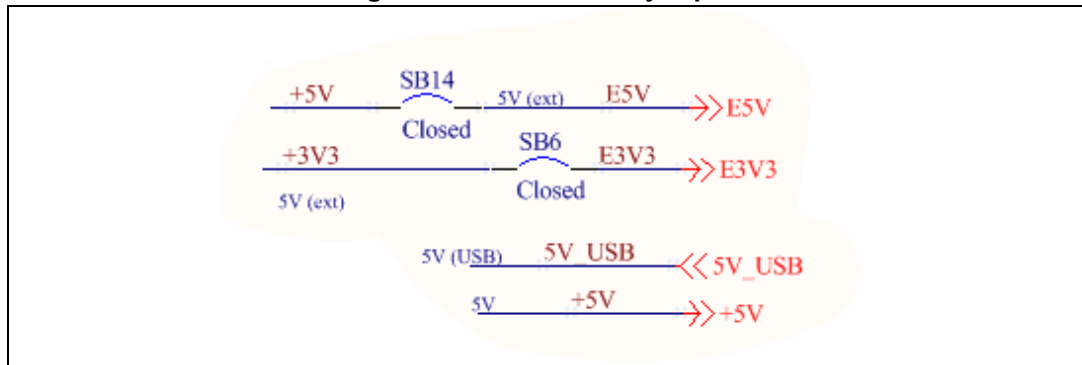 +5V SB14 5V (ext) E5V E5V
Closed
+3V3 SB6 E3V3 E3V3
5V (ext) Closed
5V (USB) 5V_USB 5V_USB
5V +5V +5V